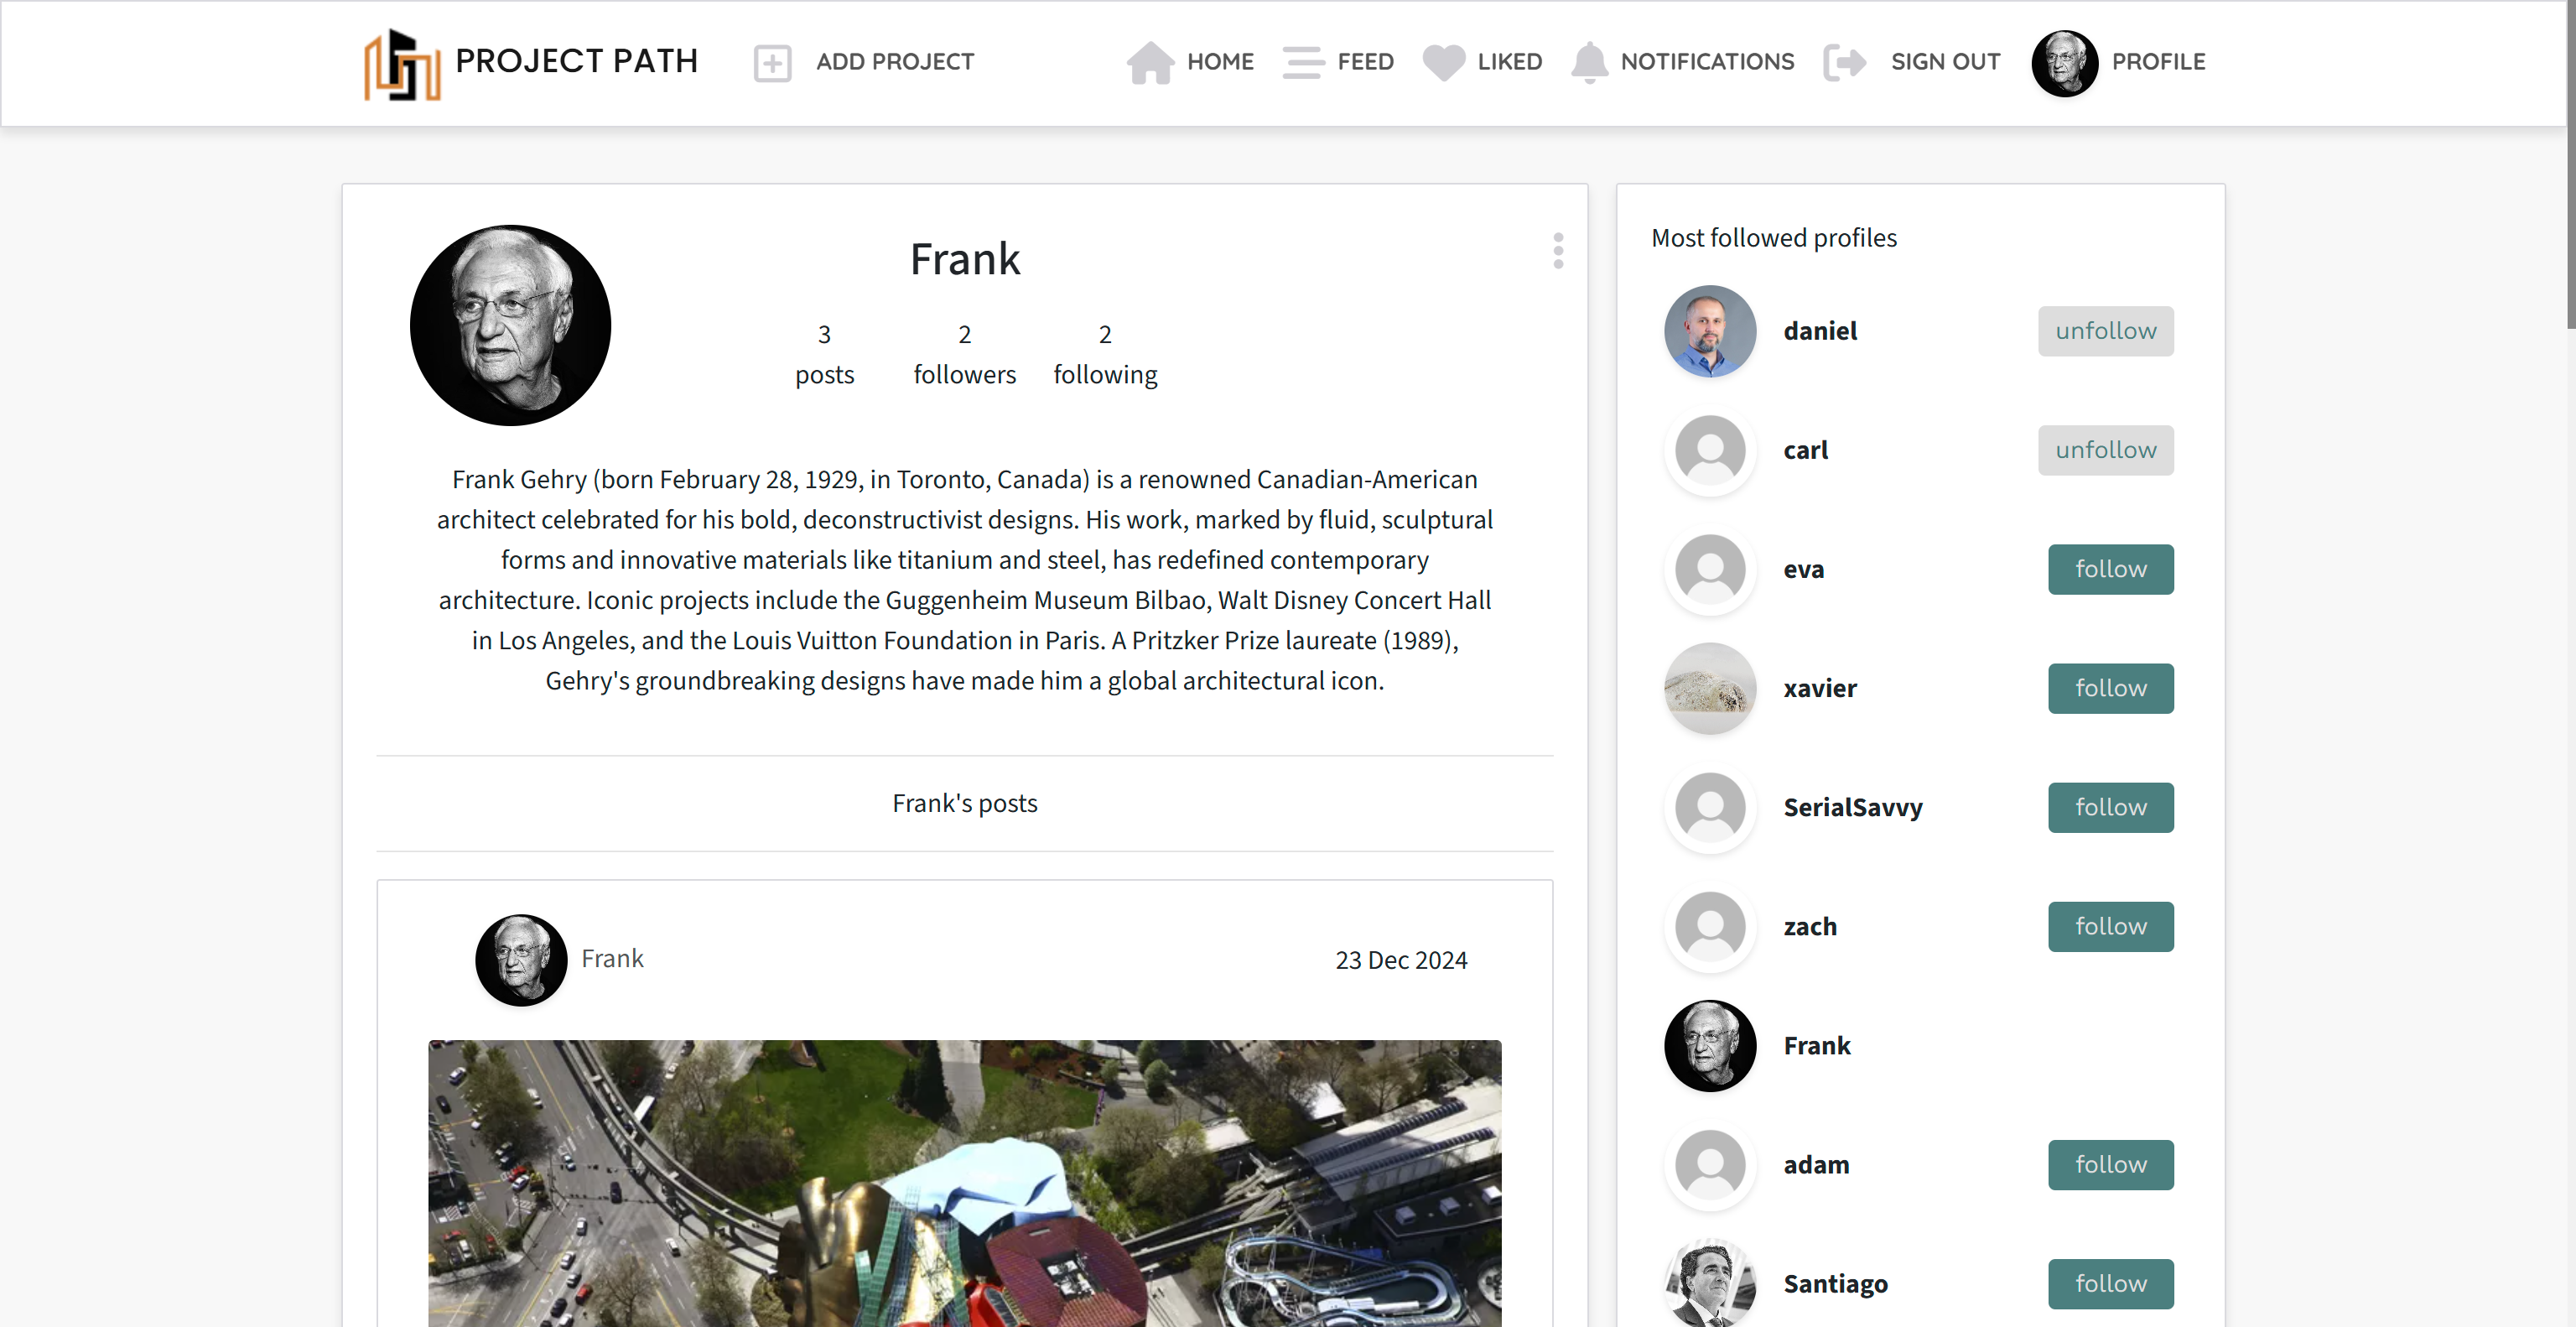 PROJECT PATH
ADD PROJECT
HOME
FEED
LIKED
NOTIFICATIONS
SIGN OUT
PROFILE
Frank
3
posts
2
followers
2
following
Frank Gehry (born February 28, 1929, in Toronto, Canada) is a renowned Canadian-American
architect celebrated for his bold, deconstructivist designs. His work, marked by fluid, sculptural
forms and innovative materials like titanium and steel, has redefined contemporary
architecture. Iconic projects include the Guggenheim Museum Bilbao, Walt Disney Concert Hall
in Los Angeles, and the Louis Vuitton Foundation in Paris. A Pritzker Prize laureate (1989),
Gehry's groundbreaking designs have made him a global architectural icon.
Frank's posts
Frank
23 Dec 2024
Most followed profiles
daniel
unfollow
carl
unfollow
eva
follow
xavier
follow
SerialSavvy
follow
zach
follow
Frank
adam
follow
Santiago
follow